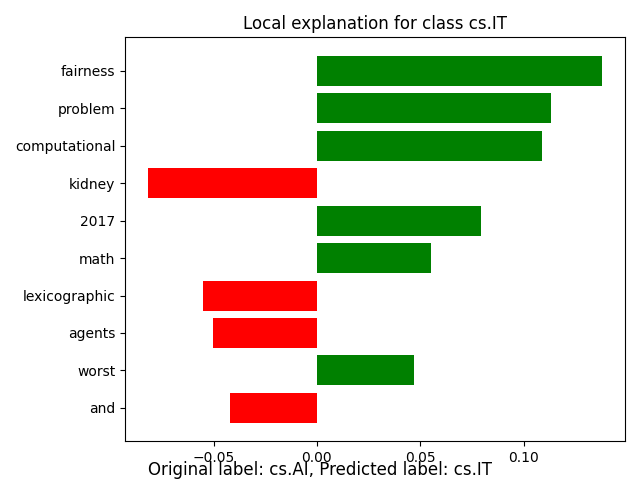 Local explanation for class cs.IT
fairness
problem
computational
kidney
2017
math
lexicographic
agents
worst
and
−0.05 0.00 0.05 0.10
Original label: cs.AI, Predicted label: cs.IT